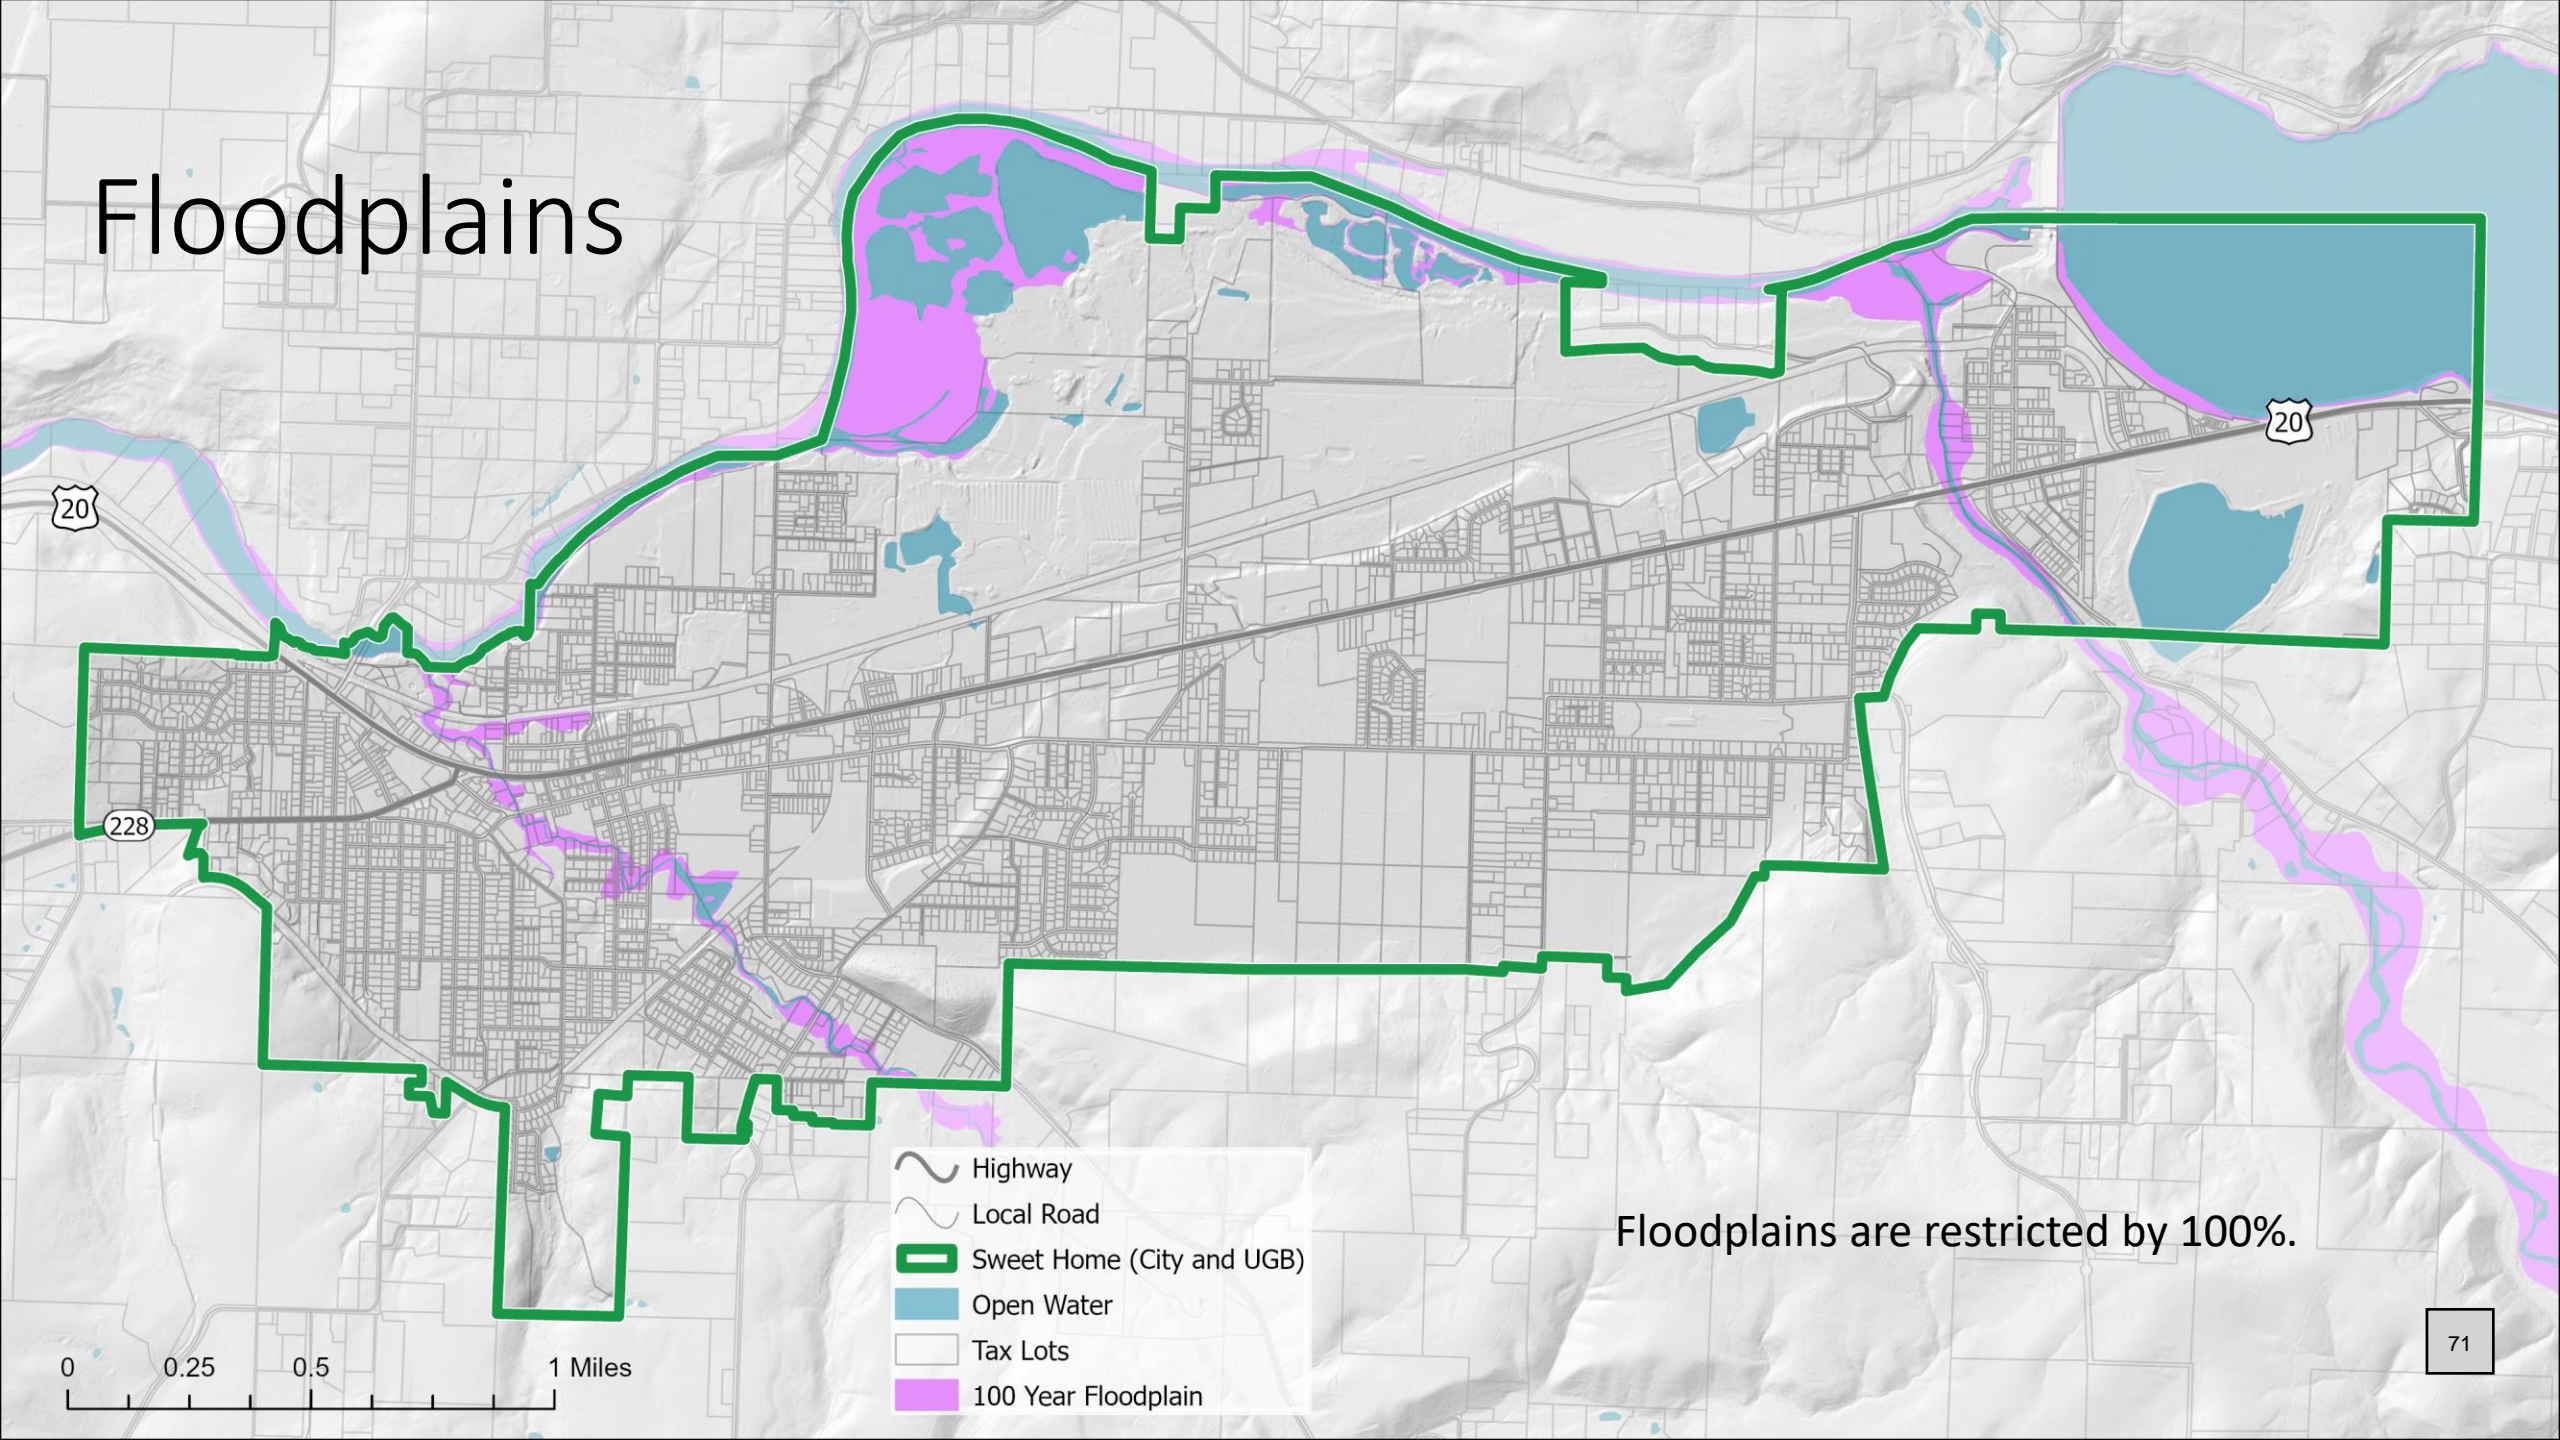 Floodplains
20
20
228
Highway
Local Road
Sweet Home (City and UGB)
Open Water
Tax Lots
100 Year Floodplain
Floodplains are restricted by 100%.
0 0.25 0.5 1 Miles
71